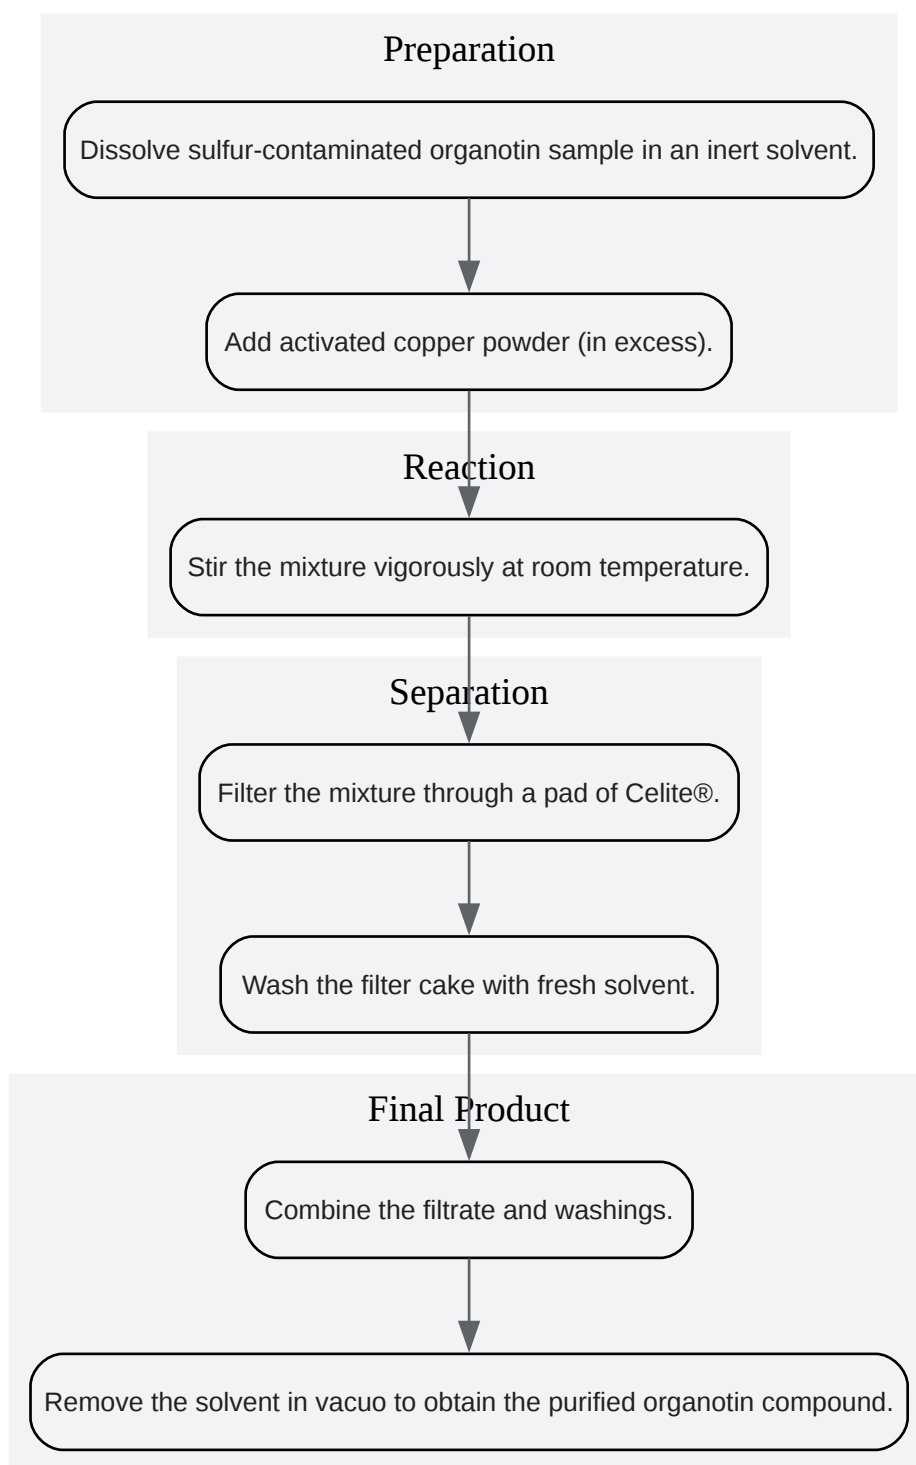 Preparation
Dissolve sulfur-contaminated organotin sample in an inert solvent.
Add activated copper powder (in excess).
Reaction
Stir the mixture vigorously at room temperature.
Separation
Filter the mixture through a pad of Celite®.
Wash the filter cake with fresh solvent.
Final Product
Combine the filtrate and washings.
Remove the solvent in vacuo to obtain the purified organotin compound.